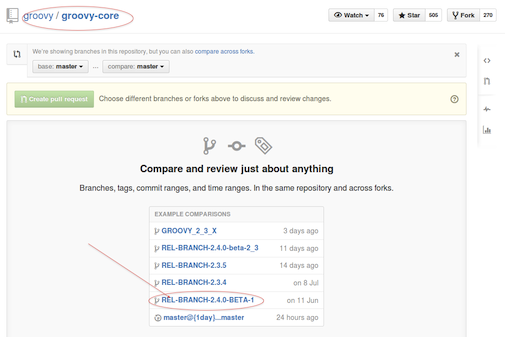 groovy / groovy-core
Watch 76 Star 505 Fork 270
We're showing branches in this repository, but you can also compare across forks.
base: master ... compare: master
Create pull request Choose different branches or forks above to discuss and review changes.
Compare and review just about anything
Branches, tags, commit ranges, and time ranges. In the same repository and across forks.
EXAMPLE COMPARISONS
GROOVY_2_3_X 3 days ago
REL-BRANCH-2.4.0-beta-2_3 11 days ago
REL-BRANCH-2.3.5 14 days ago
REL-BRANCH-2.3.4 on 8 Jul
REL-BRANCH-2.4.0-BETA-1 on 11 Jun
master@{1day}...master 24 hours ago